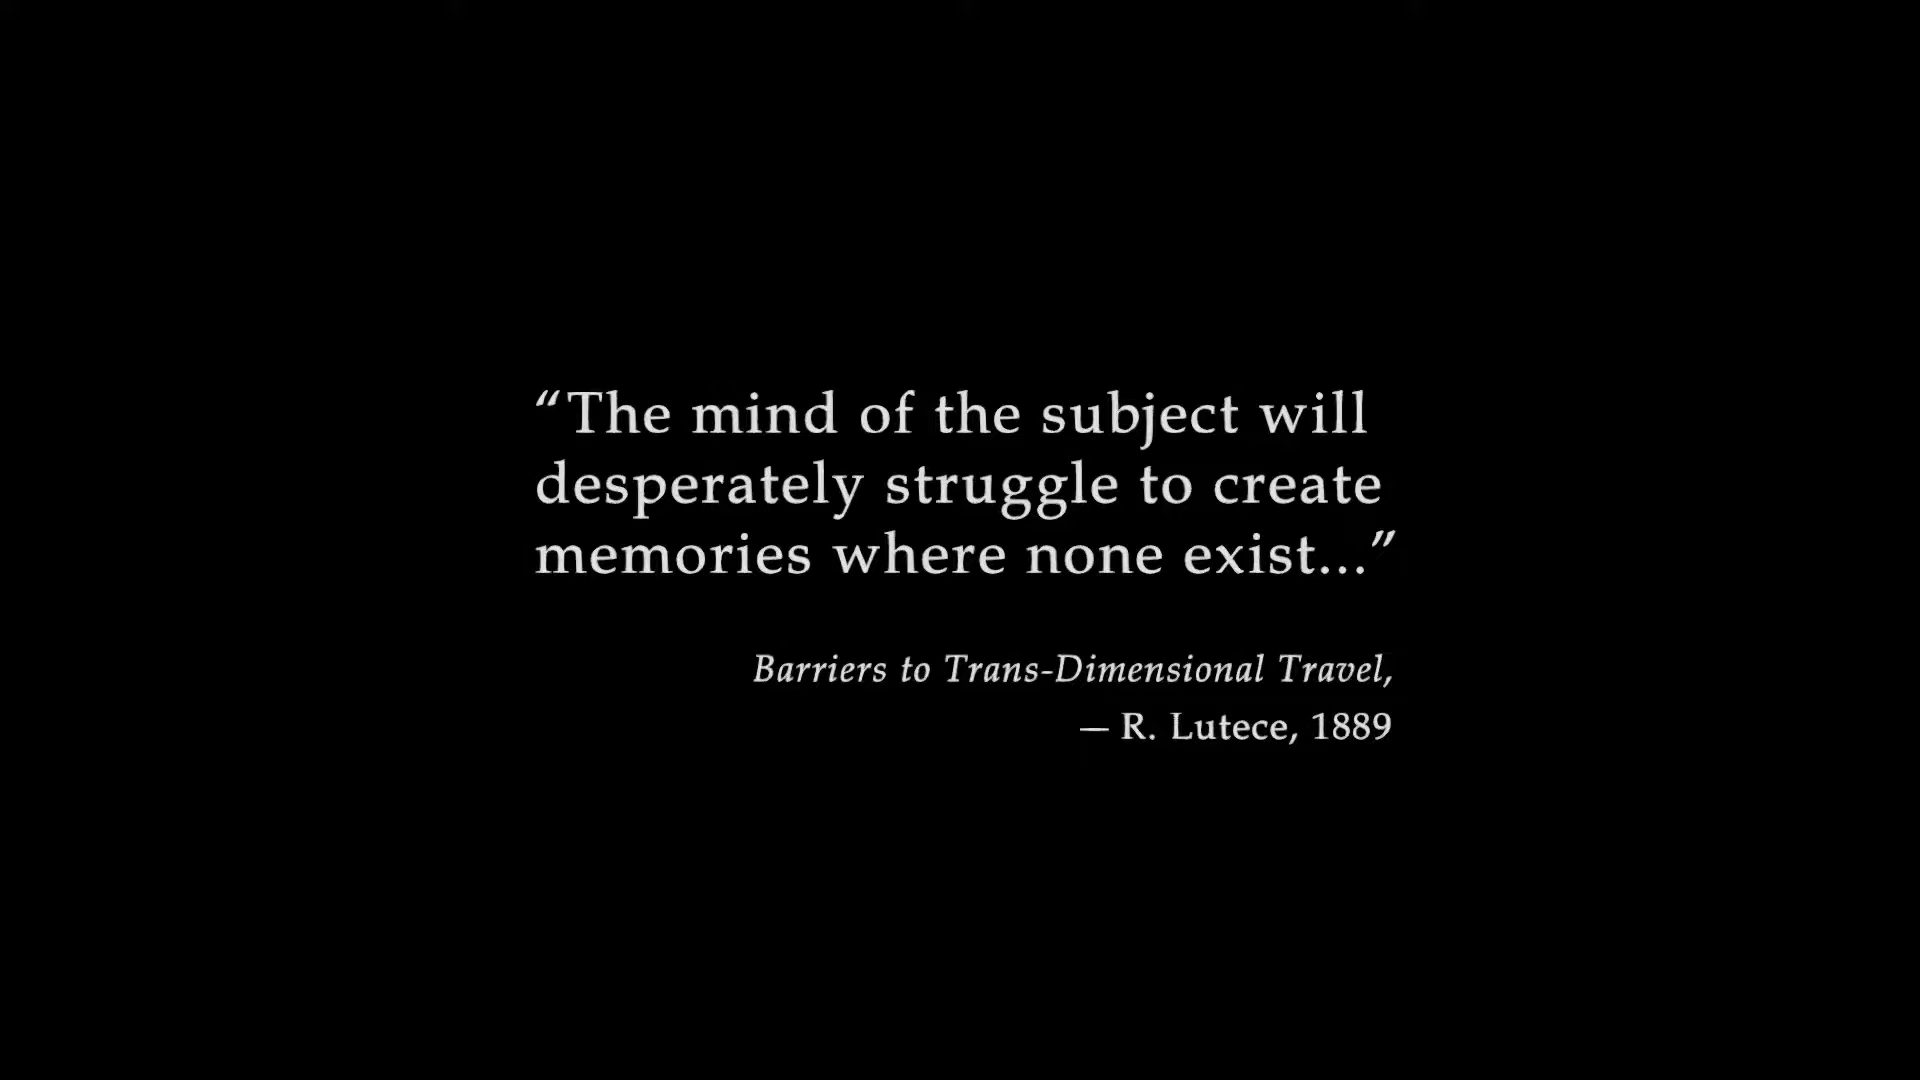 “The mind of the subject will
desperately struggle to create
memories where none exist...”
Barriers to Trans-Dimensional Travel,
— R. Lutece, 1889